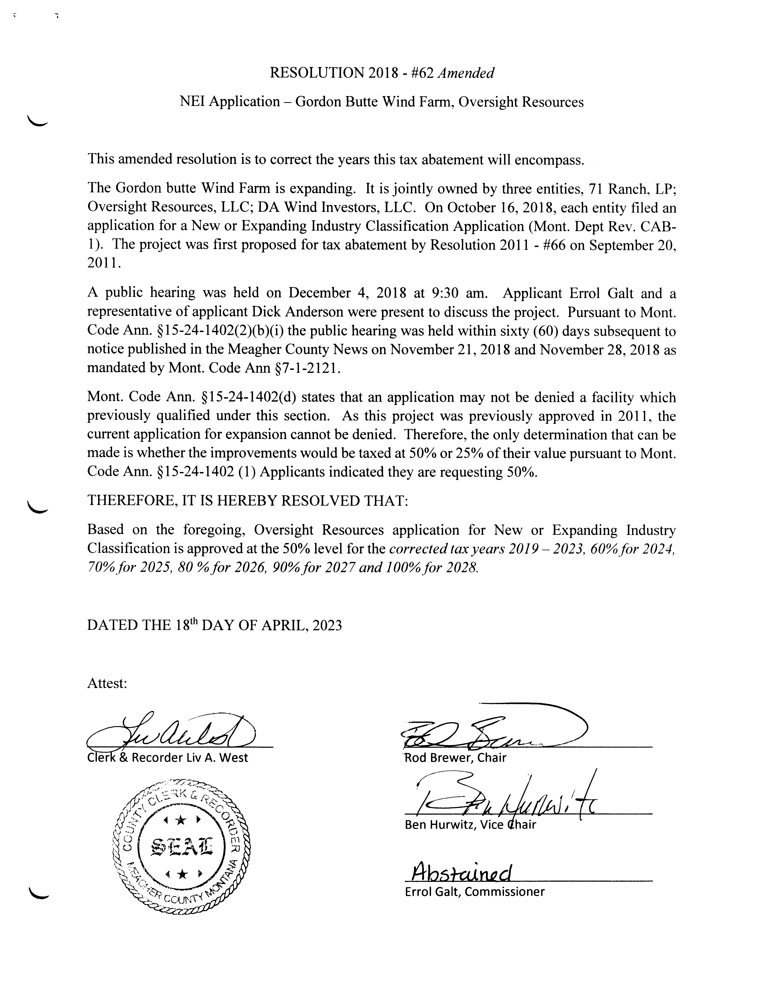 RESOLUTION 2018 - #62 Amended
NEI Application – Gordon Butte Wind Farm, Oversight Resources
This amended resolution is to correct the years this tax abatement will encompass.
The Gordon butte Wind Farm is expanding. It is jointly owned by three entities, 71 Ranch, LP;
Oversight Resources, LLC; DA Wind Investors, LLC. On October 16, 2018, each entity filed an
application for a New or Expanding Industry Classification Application (Mont. Dept Rev. CAB-
1). The project was first proposed for tax abatement by Resolution 2011 - #66 on September 20,
2011.
A public hearing was held on December 4, 2018 at 9:30 am. Applicant Errol Galt and a
representative of applicant Dick Anderson were present to discuss the project. Pursuant to Mont.
Code Ann. §15-24-1402(2)(b)(i) the public hearing was held within sixty (60) days subsequent to
notice published in the Meagher County News on November 21, 2018 and November 28, 2018 as
mandated by Mont. Code Ann §7-1-2121.
Mont. Code Ann. §15-24-1402(d) states that an application may not be denied a facility which
previously qualified under this section. As this project was previously approved in 2011, the
current application for expansion cannot be denied. Therefore, the only determination that can be
made is whether the improvements would be taxed at 50% or 25% of their value pursuant to Mont.
Code Ann. §15-24-1402 (1) Applicants indicated they are requesting 50%.
THEREFORE, IT IS HEREBY RESOLVED THAT:
Based on the foregoing, Oversight Resources application for New or Expanding Industry
Classification is approved at the 50% level for the corrected tax years 2019 – 2023, 60% for 2024,
70% for 2025, 80 % for 2026, 90% for 2027 and 100% for 2028.
DATED THE 18th DAY OF APRIL, 2023
Attest:
Clerk & Recorder Liv A. West
Rod Brewer, Chair
Ben Hurwitz
Ben Hurwitz, Vice Chair
Abstained
Errol Galt, Commissioner
COUNTY CLERK & RECORDER
SEAL
MEAGHER COUNTY MONTANA